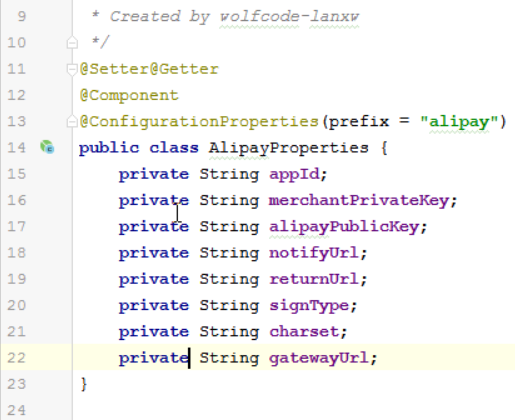 9 * Created by wolfcode-lanxw
10 */
11 @Setter@Getter
12 @Component
13 @ConfigurationProperties(prefix = "alipay")
14 public class AlipayProperties {
15 private String appId;
16 private String merchantPrivateKey;
17 private String alipayPublicKey;
18 private String notifyUrl;
19 private String returnUrl;
20 private String signType;
21 private String charset;
22 private String gatewayUrl;
23 }
24